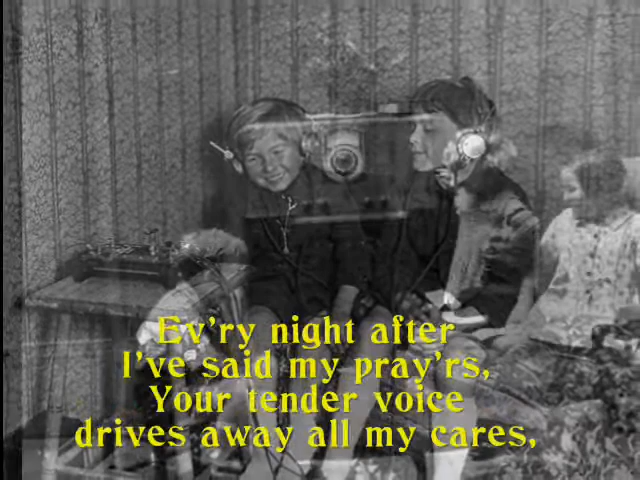 Ev'ry night after
I've said my pray'rs,
Your tender voice
drives away all my cares,